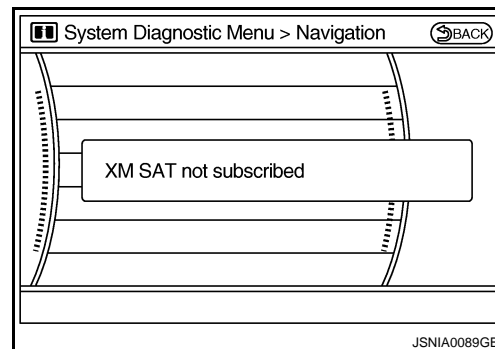 System Diagnostic Menu > Navigation BACK
XM SAT not subscribed
JSNIA0089GB